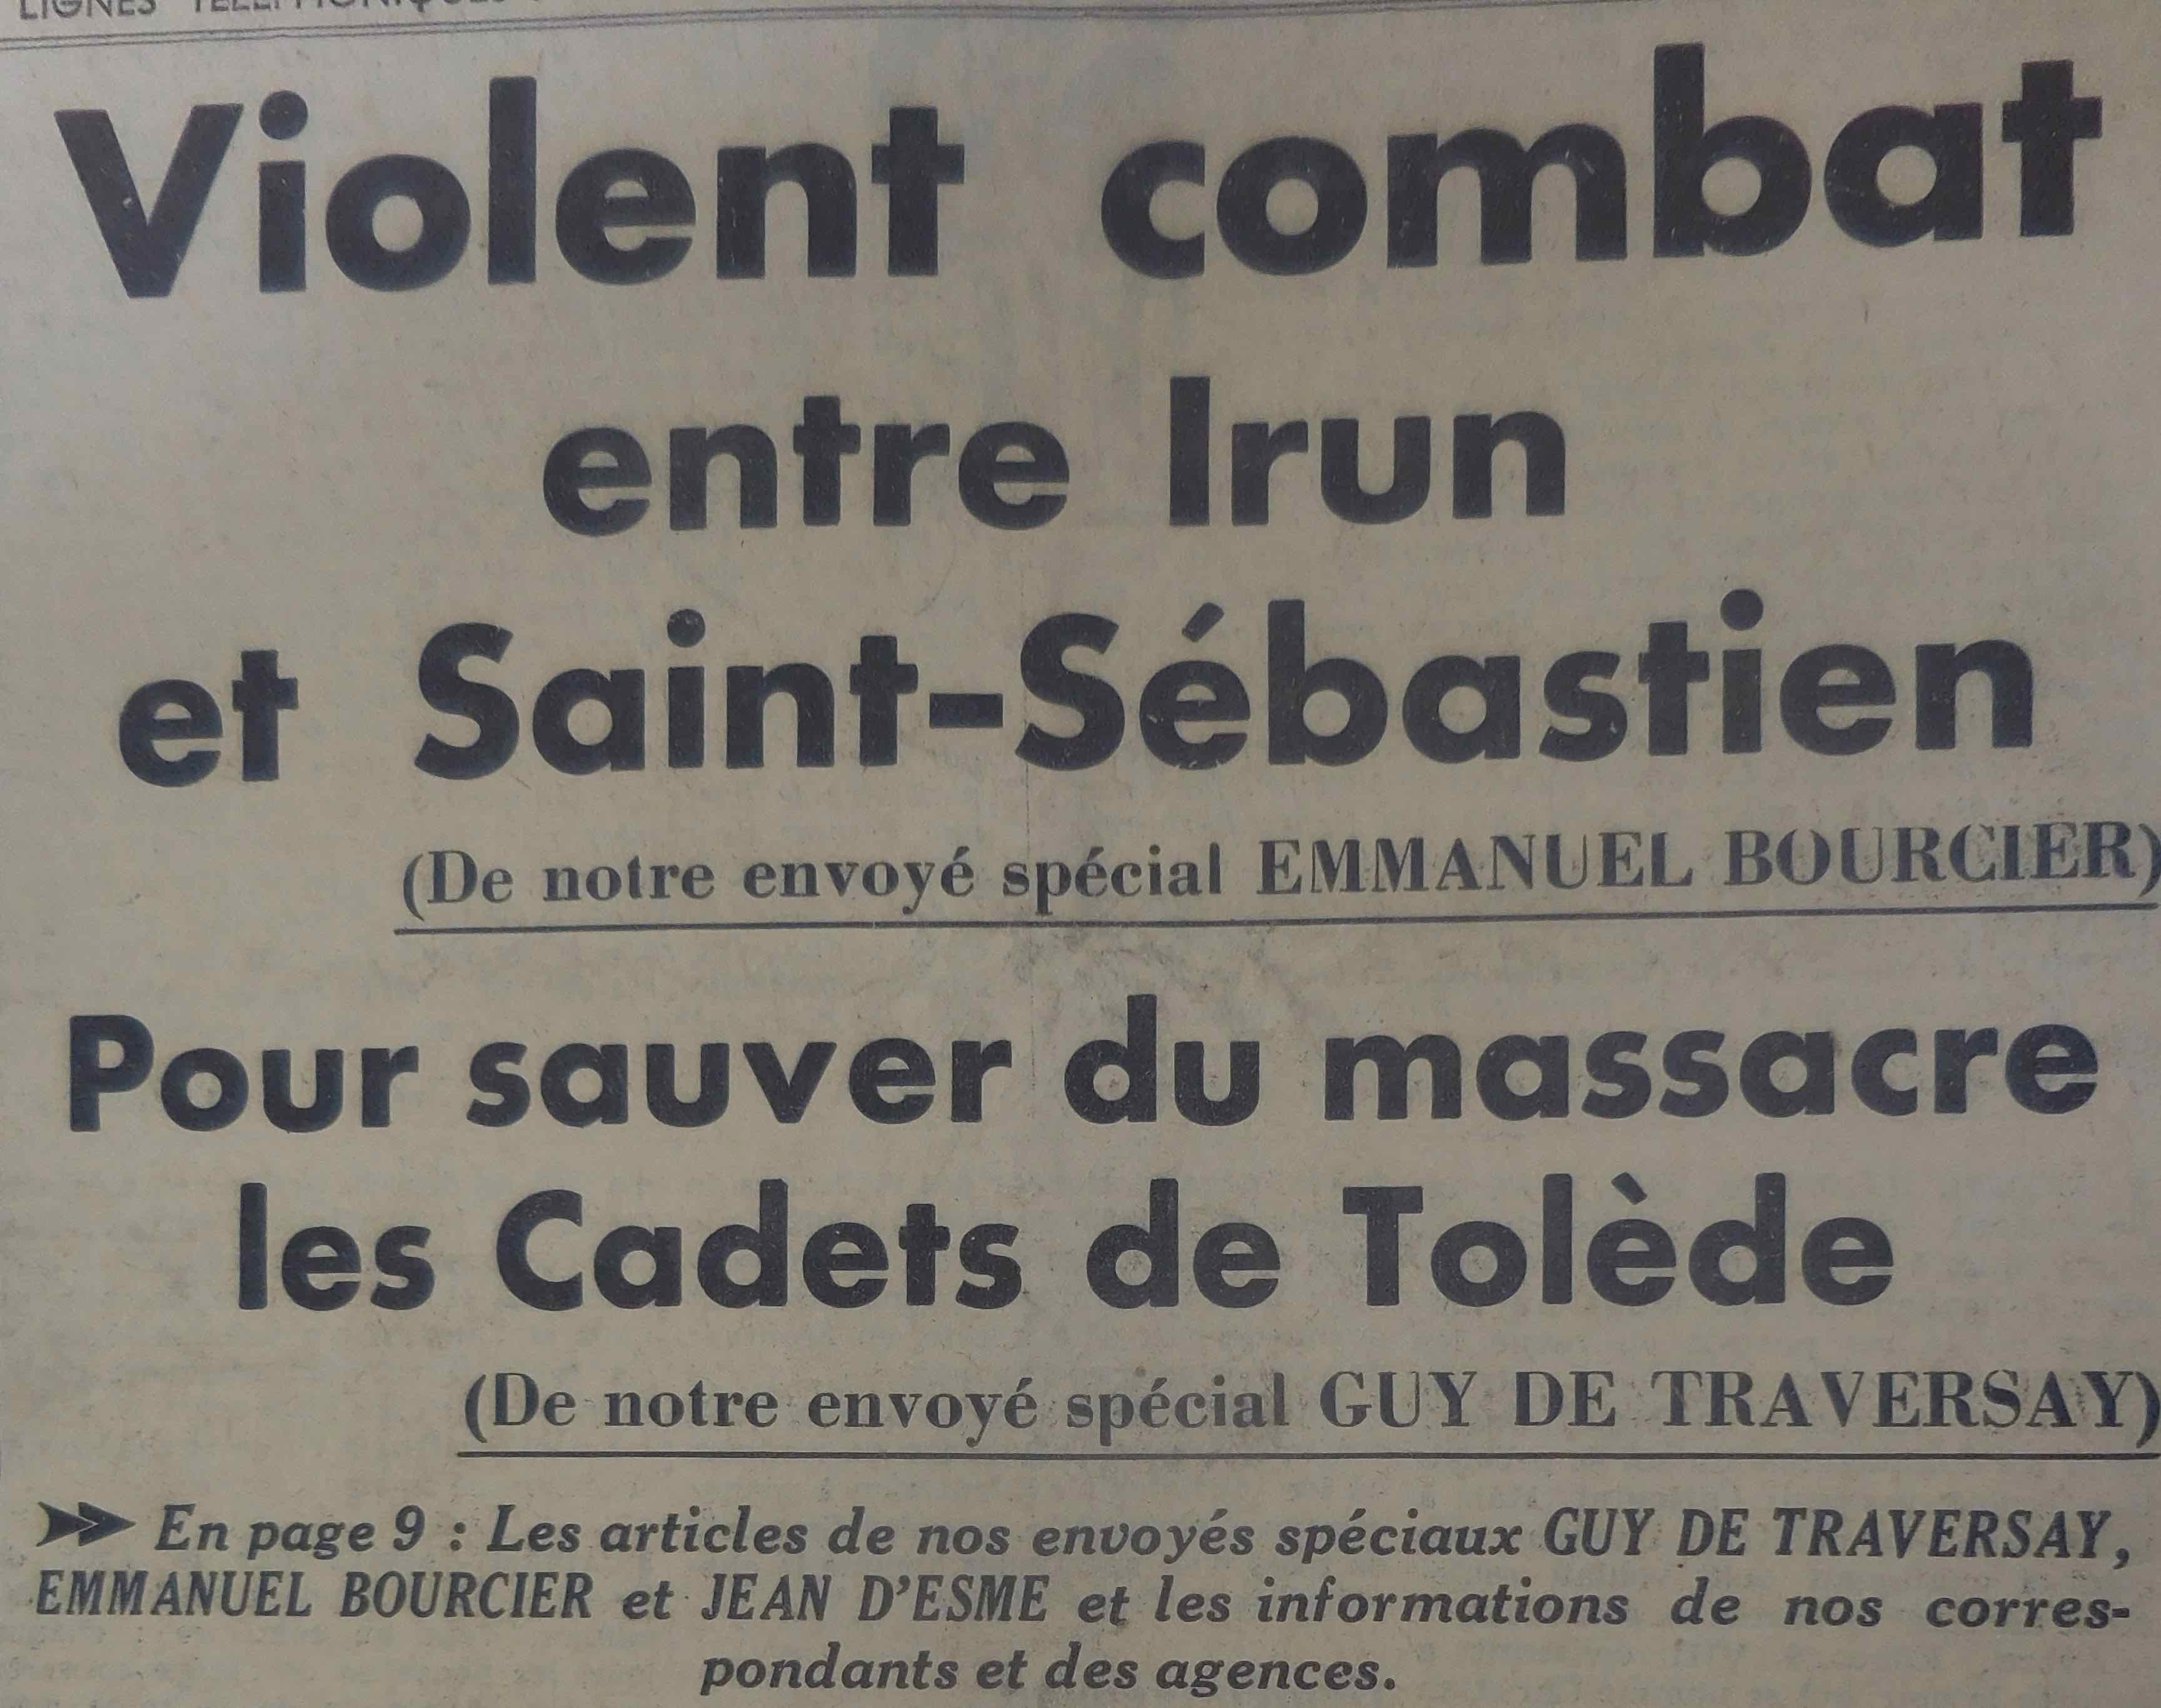 LIGNES TÉLÉPHONIQUES
Violent combat
entre Irun
et Saint-Sébastien
(De notre envoyé spécial EMMANUEL BOURCIER)
Pour sauver du massacre
les Cadets de Tolède
(De notre envoyé spécial GUY DE TRAVERSAY)
En page 9 : Les articles de nos envoyés spéciaux GUY DE TRAVERSAY,
EMMANUEL BOURCIER et JEAN D'ESME et les informations de nos corres-
pondants et des agences.